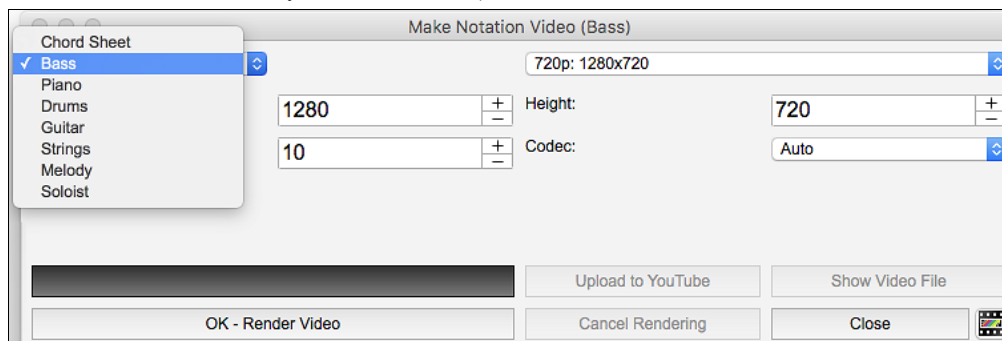 Make Notation Video (Bass)
Chord Sheet
✓ Bass
Piano
Drums
Guitar
Strings
Melody
Soloist
720p: 1280x720
1280
+
−
Height:
720
+
−
10
+
−
Codec:
Auto
Upload to YouTube
Show Video File
OK - Render Video
Cancel Rendering
Close